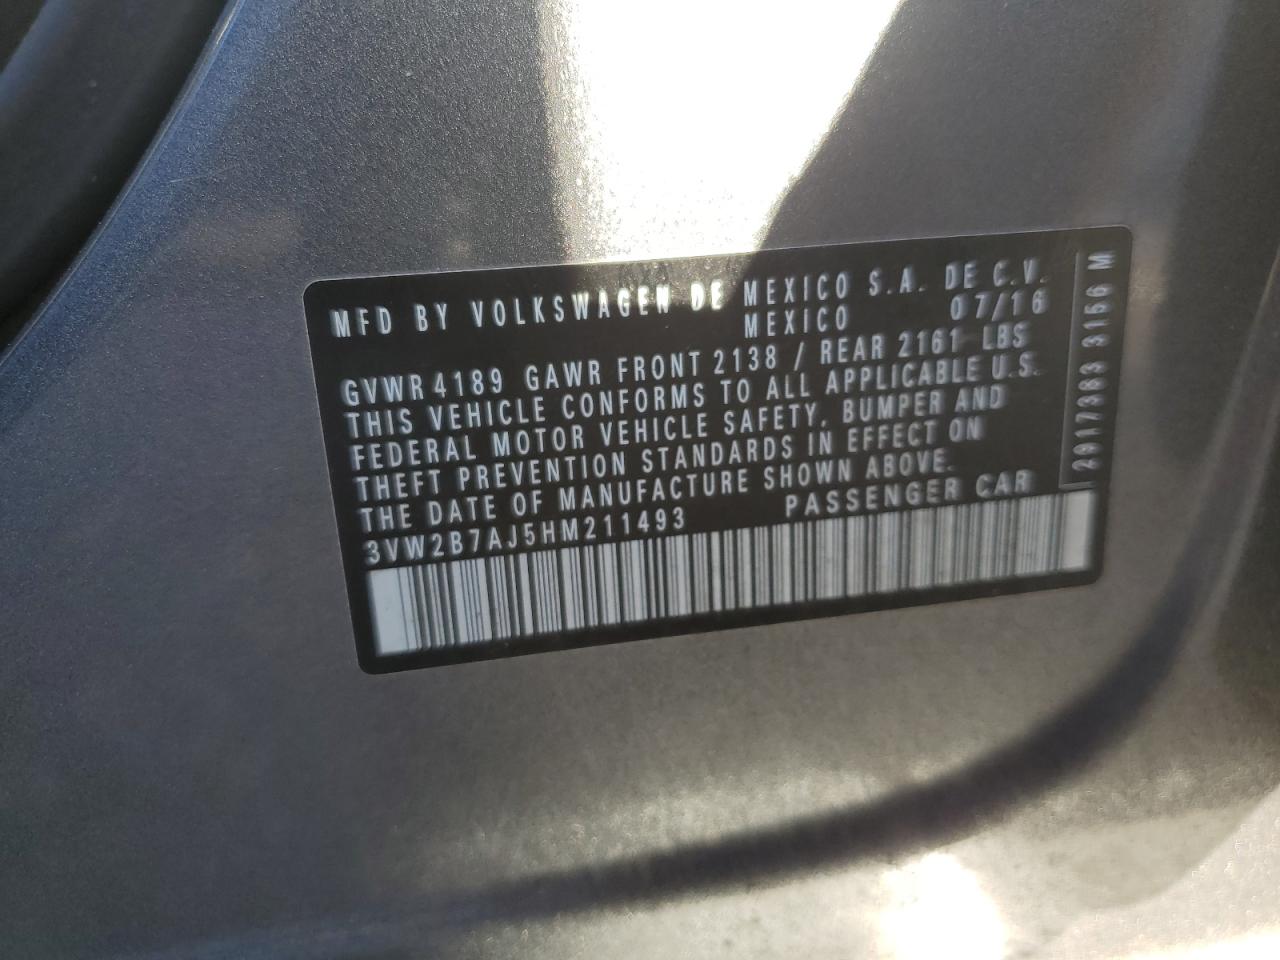 MFD BY VOLKSWAGEN DE MEXICO S.A. DE C.V.
MEXICO 07/16
GVWR 4189 GAWR FRONT 2138 / REAR 2161 LBS
THIS VEHICLE CONFORMS TO ALL APPLICABLE U.S.
FEDERAL MOTOR VEHICLE SAFETY, BUMPER AND
THEFT PREVENTION STANDARDS IN EFFECT ON
THE DATE OF MANUFACTURE SHOWN ABOVE.
3VW2B7AJ5HM211493 PASSENGER CAR
2917363 3156 M